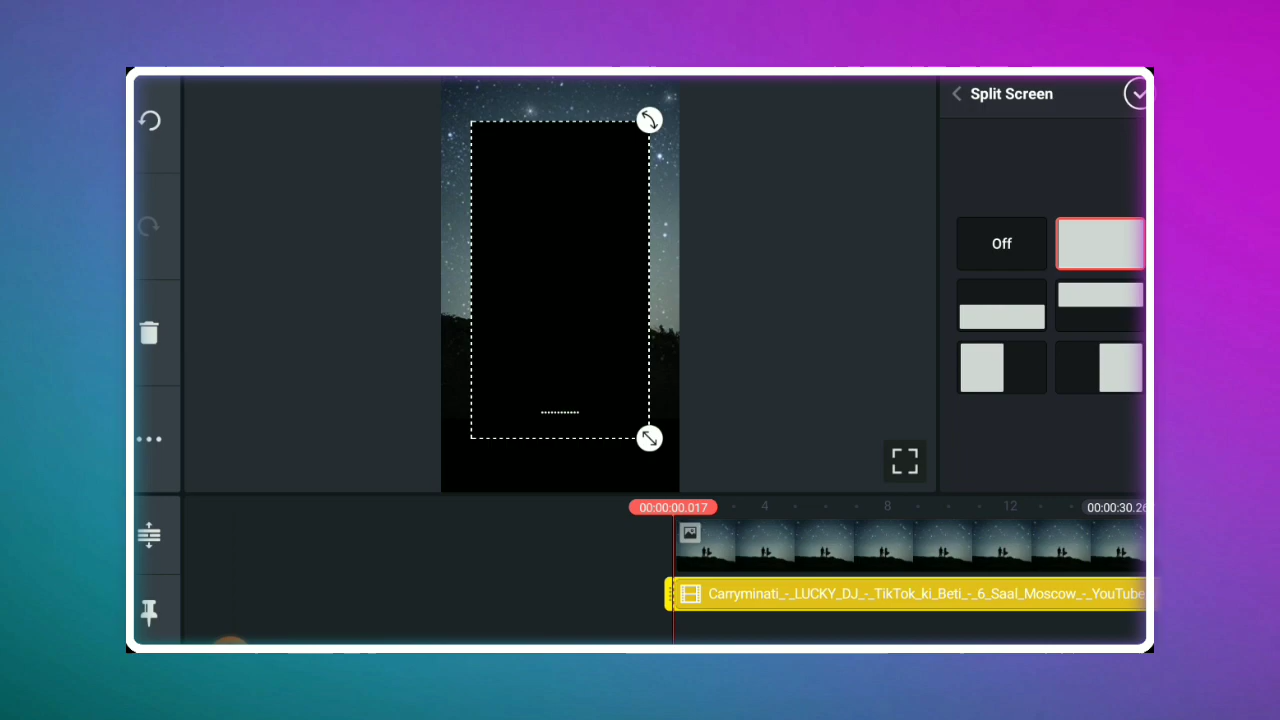 Split Screen
Off
00:00:00.017
4
8
12
00:00:30.26
Carryminati_-_LUCKY_DJ_-_TikTok_ki_Beti_-_6_Saal_Moscow_-_YouTube